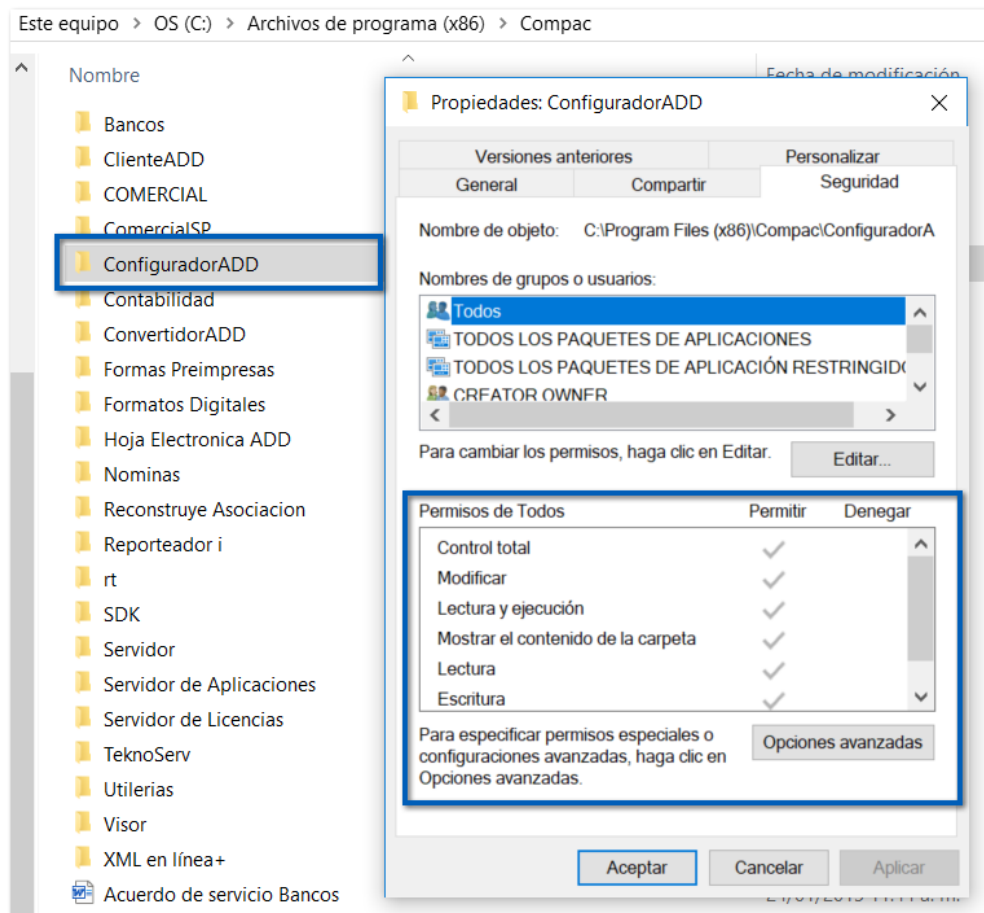 Este equipo > OS (C:) > Archivos de programa (x86) > Compac
Nombre
Fecha de modificación
Bancos
ClienteADD
COMERCIAL
ComercialSP
ConfiguradorADD
Contabilidad
ConvertidorADD
Formas Preimpresas
Formatos Digitales
Hoja Electronica ADD
Nominas
Reconstruye Asociacion
Reporteador i
rt
SDK
Servidor
Servidor de Aplicaciones
Servidor de Licencias
TeknoServ
Utilerias
Visor
XML en línea+
Acuerdo de servicio Bancos
Propiedades: ConfiguradorADD
Versiones anteriores Personalizar
General Compartir Seguridad
Nombre de objeto: C:\Program Files (x86)\Compac\ConfiguradorA
Nombres de grupos o usuarios:
Todos
TODOS LOS PAQUETES DE APLICACIONES
TODOS LOS PAQUETES DE APLICACIÓN RESTRINGIDO
CREATOR OWNER
Para cambiar los permisos, haga clic en Editar.
Editar...
Permisos de Todos Permitir Denegar
Control total
Modificar
Lectura y ejecución
Mostrar el contenido de la carpeta
Lectura
Escritura
Para especificar permisos especiales o
configuraciones avanzadas, haga clic en
Opciones avanzadas.
Opciones avanzadas
Aceptar Cancelar Aplicar